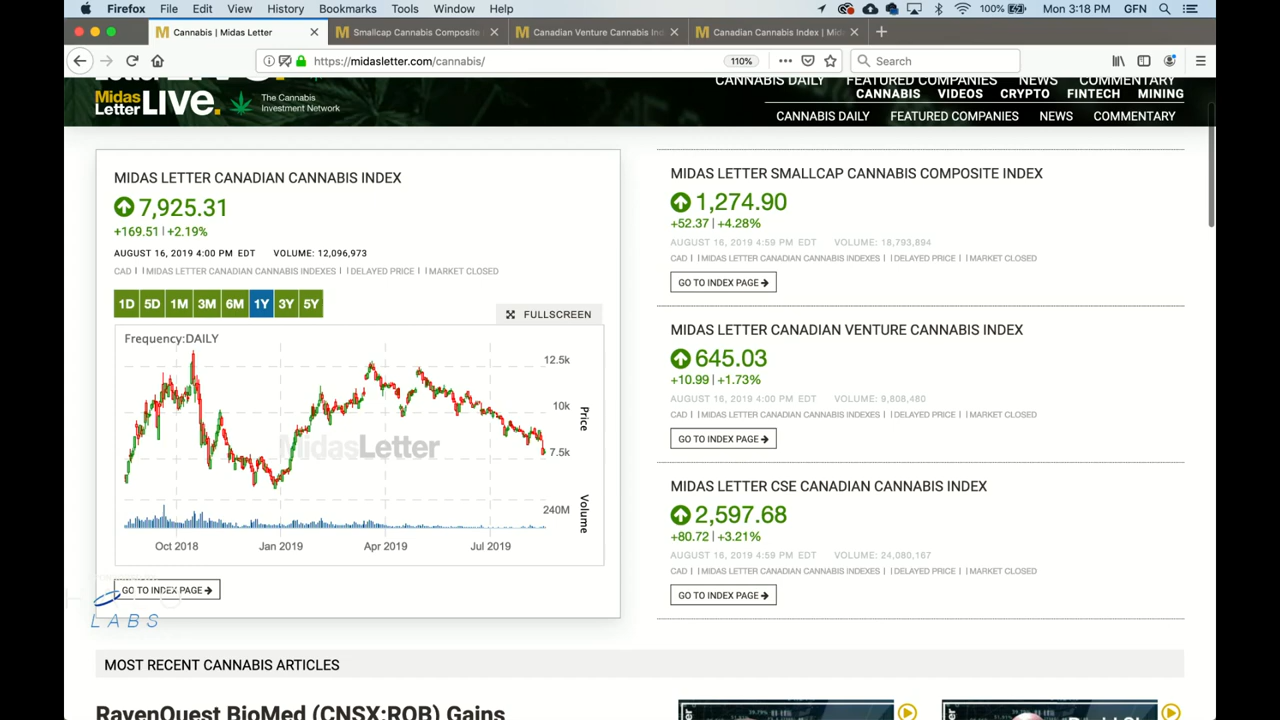 Firefox File Edit View History Bookmarks Tools Window Help 100% Mon 3:18 PM GFN
Cannabis | Midas Letter Smallcap Cannabis Composite Canadian Venture Cannabis Ind Canadian Cannabis Index | Mid
https://midasletter.com/cannabis/ 110% Search
CANNABIS DAILY FEATURED COMPANIES NEWS COMMENTARY
CANNABIS VIDEOS CRYPTO FINTECH MINING
Midas Letter LIVE. The Cannabis Investment Network
CANNABIS DAILY FEATURED COMPANIES NEWS COMMENTARY
MIDAS LETTER CANADIAN CANNABIS INDEX
7,925.31
+169.51 | +2.19%
AUGUST 16, 2019 4:00 PM EDT VOLUME: 12,096,973
CAD | | MIDAS LETTER CANADIAN CANNABIS INDEXES | | DELAYED PRICE | | MARKET CLOSED
1D 5D 1M 3M 6M 1Y 3Y 5Y
FULLSCREEN
Frequency:DAILY
12.5k
10k
7.5k
Price
MidasLetter
240M
Volume
Oct 2018 Jan 2019 Apr 2019 Jul 2019
GO TO INDEX PAGE
LABS
MIDAS LETTER SMALLCAP CANNABIS COMPOSITE INDEX
1,274.90
+52.37 | +4.28%
AUGUST 16, 2019 4:59 PM EDT VOLUME: 18,793,894
CAD | | MIDAS LETTER CANADIAN CANNABIS INDEXES | | DELAYED PRICE | | MARKET CLOSED
GO TO INDEX PAGE
MIDAS LETTER CANADIAN VENTURE CANNABIS INDEX
645.03
+10.99 | +1.73%
AUGUST 16, 2019 4:00 PM EDT VOLUME: 9,808,480
CAD | | MIDAS LETTER CANADIAN CANNABIS INDEXES | | DELAYED PRICE | | MARKET CLOSED
GO TO INDEX PAGE
MIDAS LETTER CSE CANADIAN CANNABIS INDEX
2,597.68
+80.72 | +3.21%
AUGUST 16, 2019 4:59 PM EDT VOLUME: 24,080,167
CAD | | MIDAS LETTER CANADIAN CANNABIS INDEXES | | DELAYED PRICE | | MARKET CLOSED
GO TO INDEX PAGE
MOST RECENT CANNABIS ARTICLES
RavenQuest BioMed (CNSX:RQB) Gains